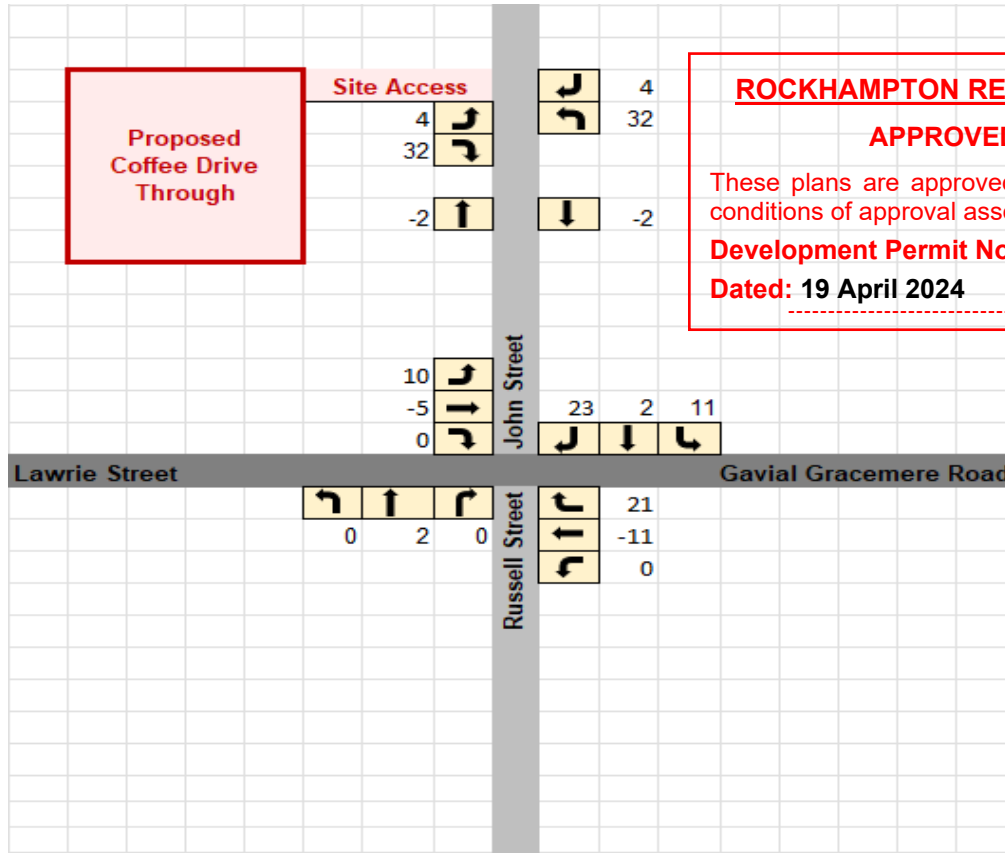 Site Access
4
4
32
32
Proposed
Coffee Drive
Through
-2
-2
ROCKHAMPTON RE
APPROVE
These plans are approve
conditions of approval ass
Development Permit No
Dated: 19 April 2024
John Street
10
-5
0
23 2 11
Lawrie Street
Gavial Gracemere Road
0 2 0
Russell Street
21
-11
0